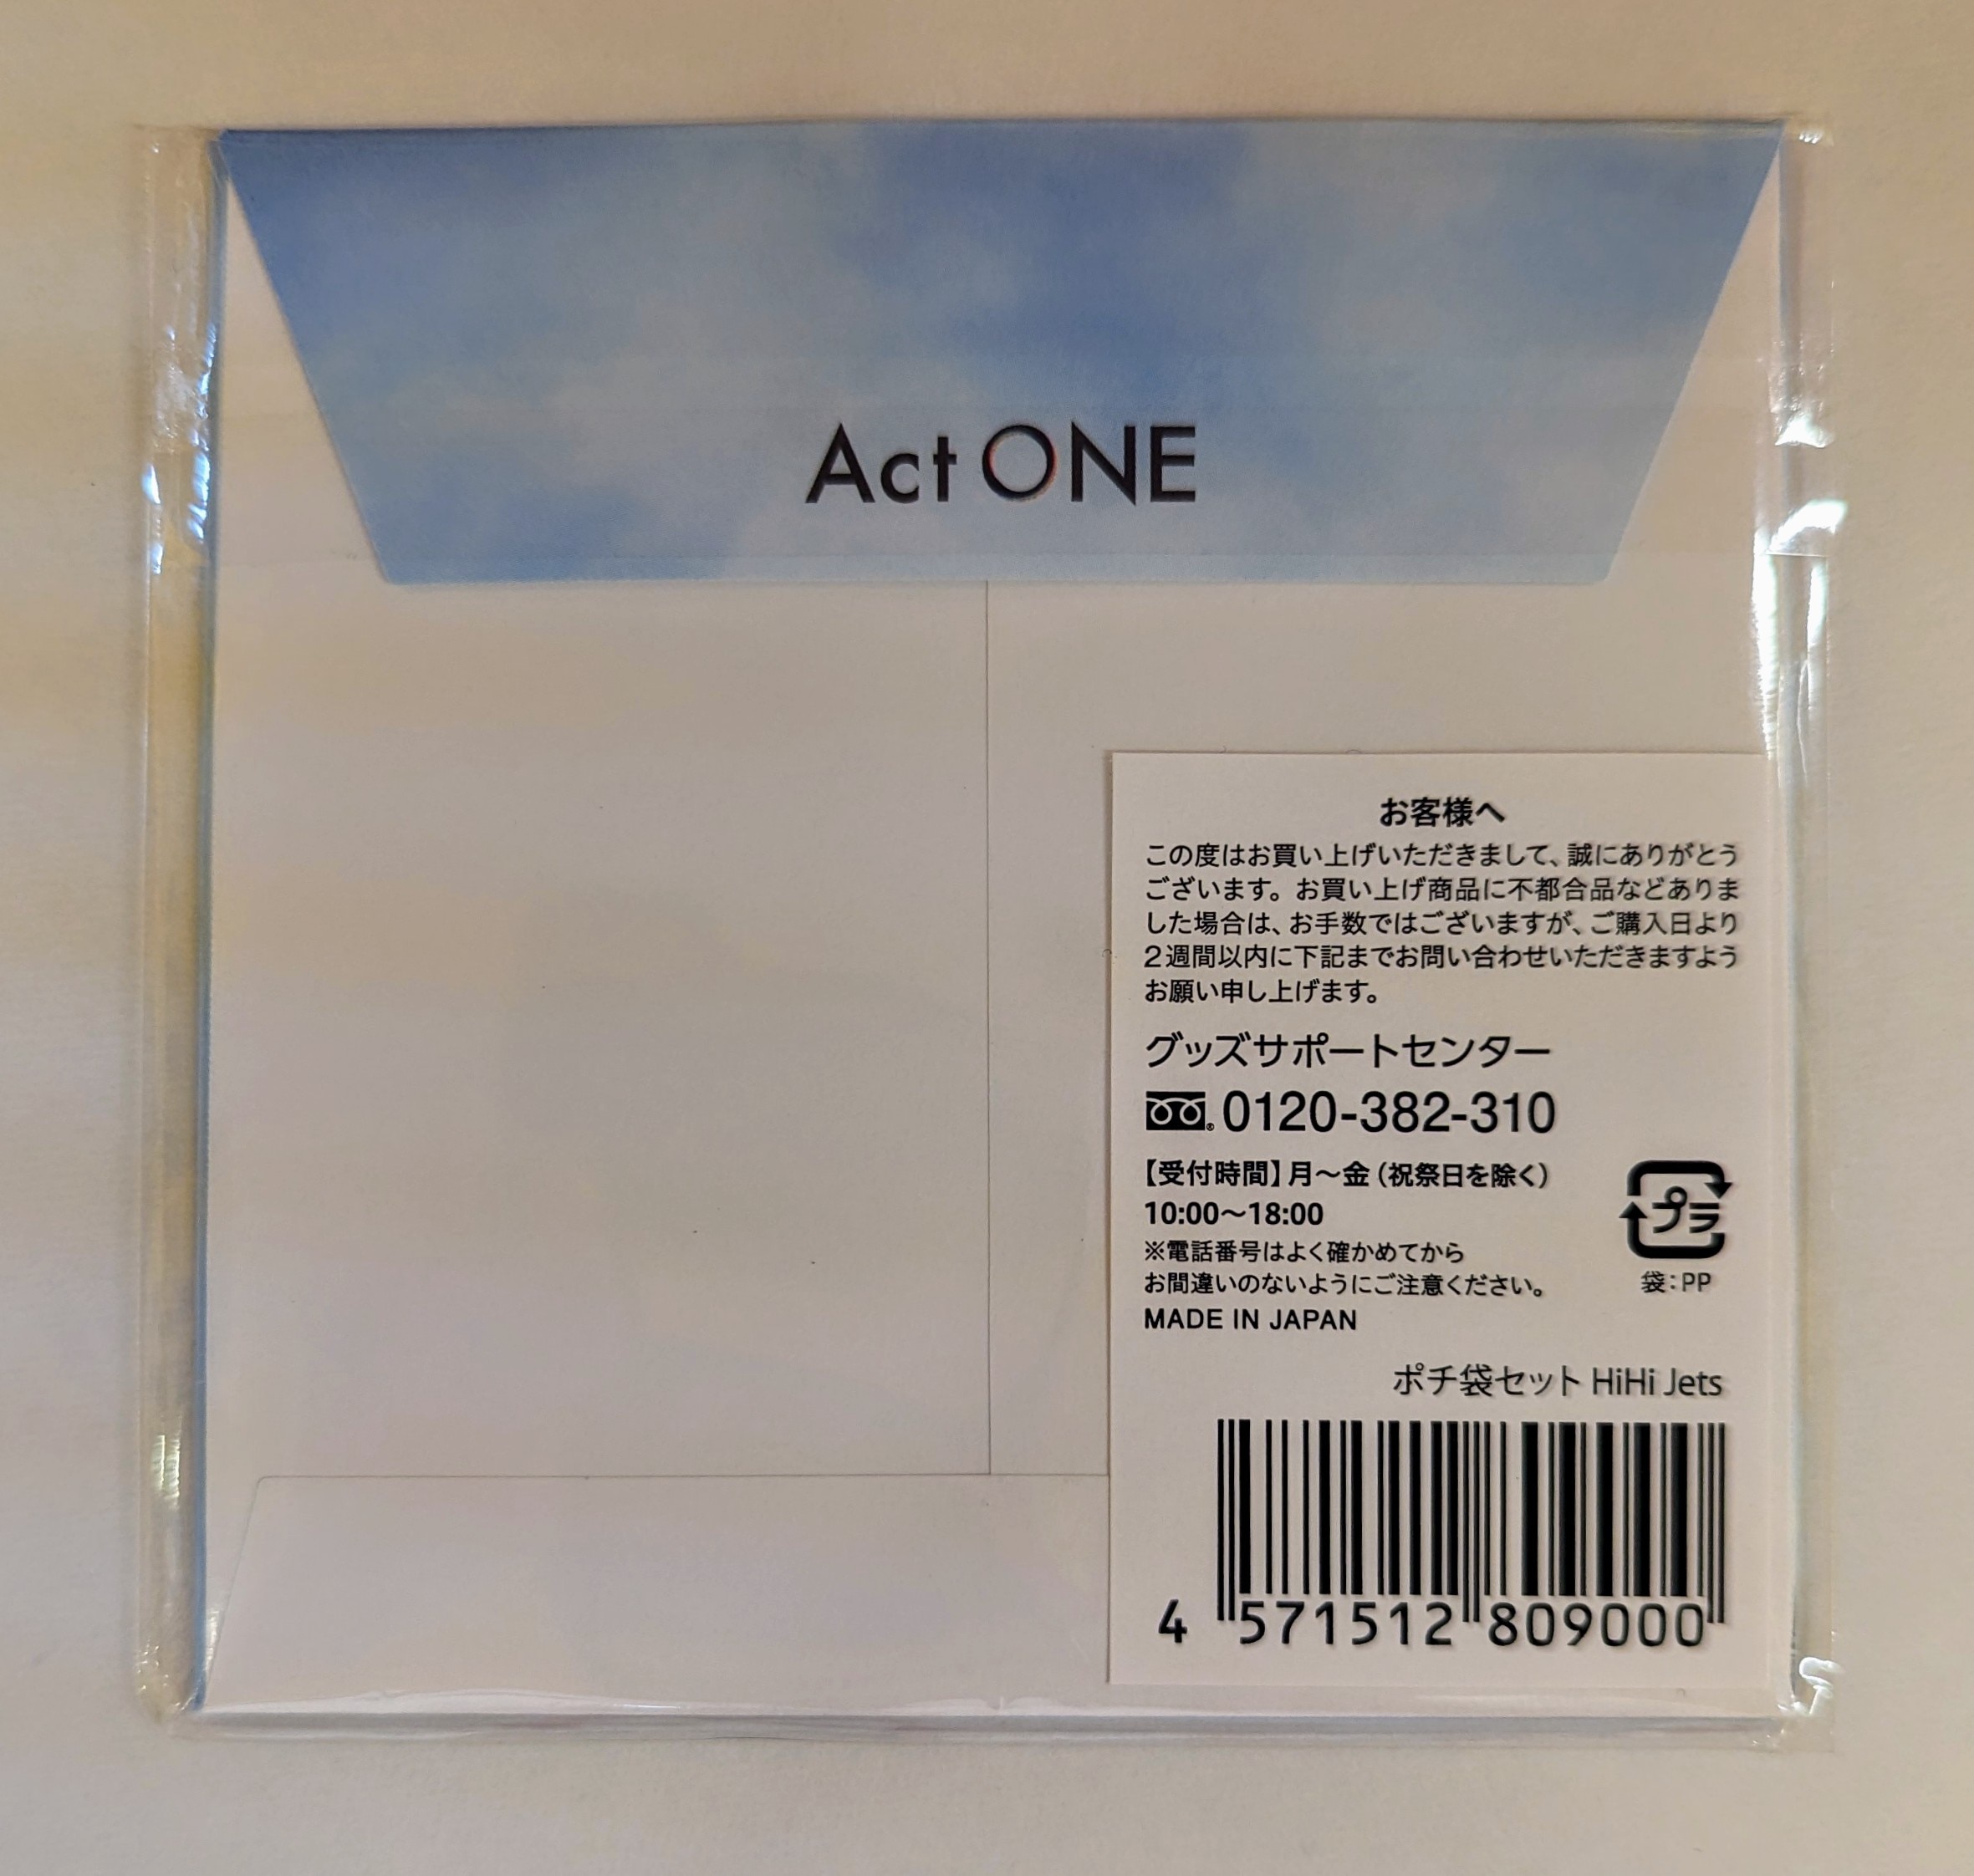 Act ONE
お客様へ
この度はお買い上げいただきまして、誠にありがとう
ございます。お買い上げ商品に不都合品などありま
した場合は、お手数ではございますが、ご購入日より
2週間以内に下記までお問い合わせいただきますよう
お願い申し上げます。
グッズサポートセンター
0120-382-310
【受付時間】月〜金(祝祭日を除く)
10:00〜18:00
※電話番号はよく確かめてから
お間違いのないようにご注意ください。
プラ
袋:PP
MADE IN JAPAN
ポチ袋セット HiHi Jets
4 571512 809000